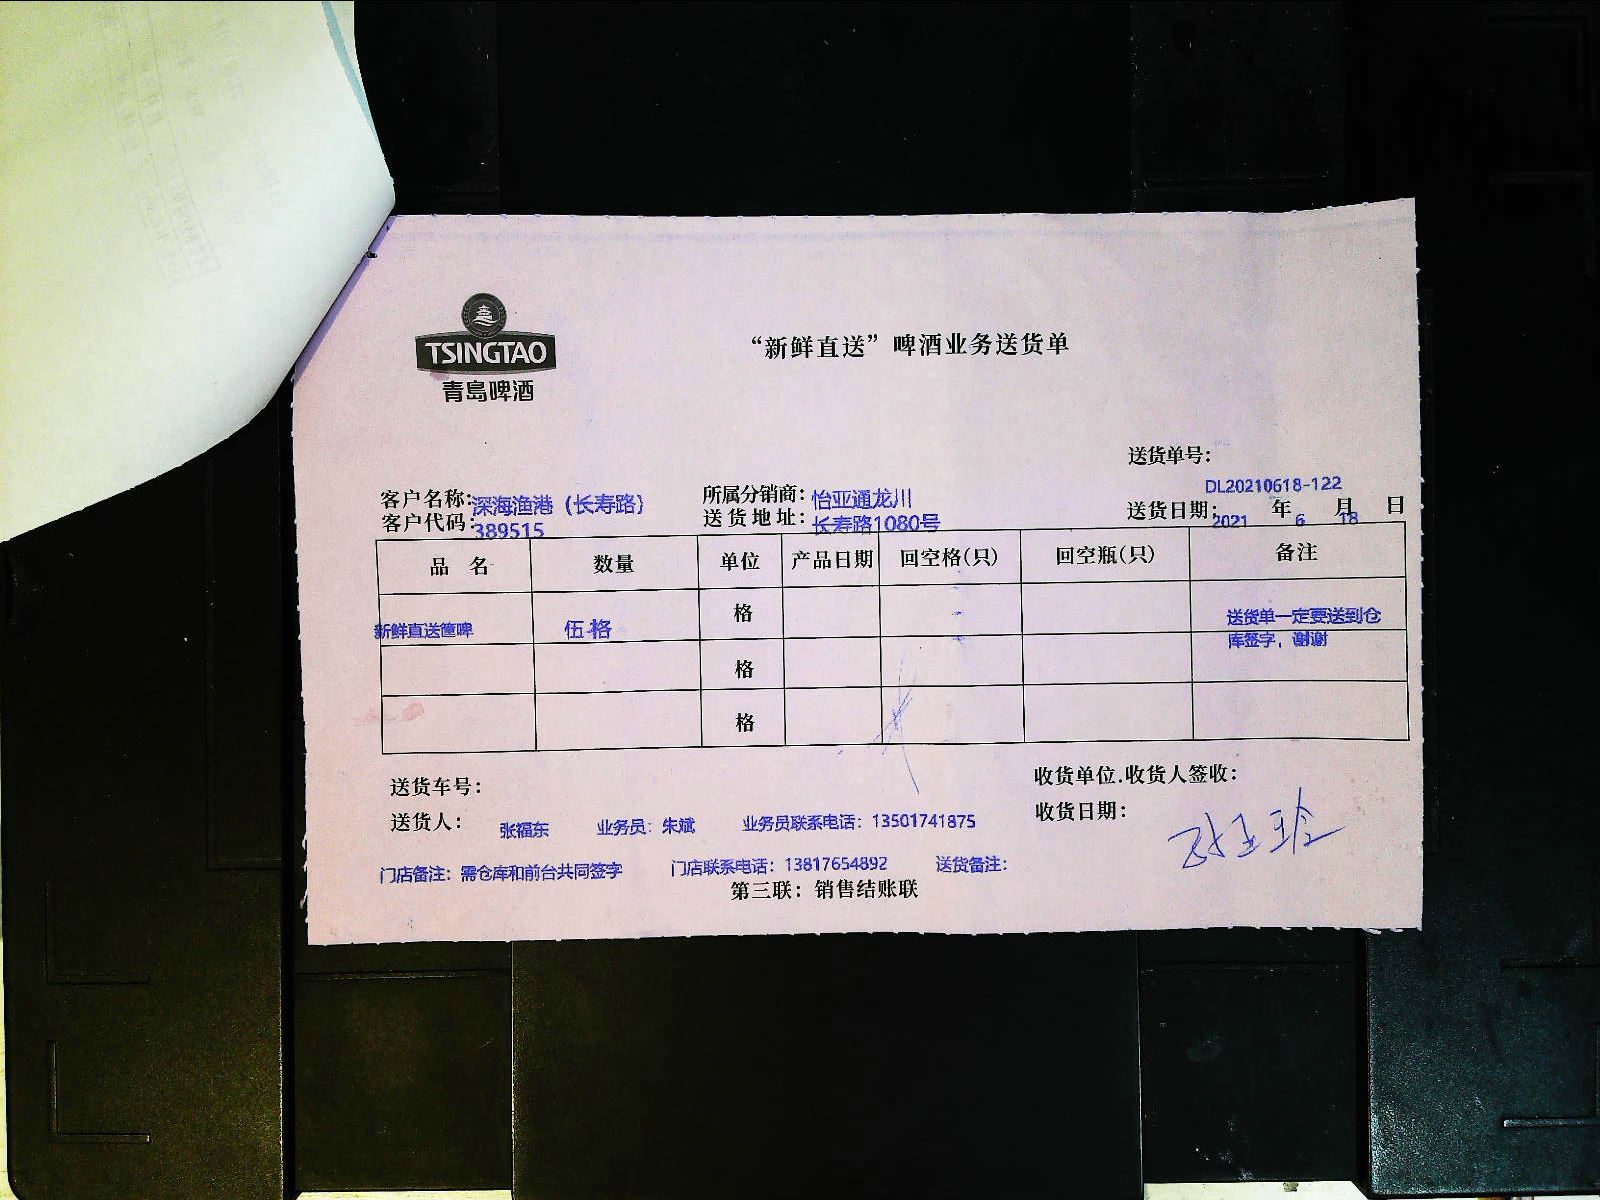 TSINGTAO
青岛啤酒
“新鲜直送”啤酒业务送货单
送货单号：
DL20210618-122
客户名称：深海渔港（长寿路） 所属分销商：怡亚通龙川
客户代码：389515 送货地址：长寿路1080号 送货日期：2021 年 6 月 18 日
品 名 数量 单位 产品日期 回空格(只) 回空瓶(只) 备注
新鲜直送筐啤 伍格 格 送货单一定要送到仓
库签字，谢谢
格
格
送货车号： 收货单位.收货人签收：
送货人： 张福东 业务员：朱斌 业务员联系电话：13501741875 收货日期：
门店备注：需仓库和前台共同签字 门店联系电话：13817654892 送货备注：
第三联：销售结账联